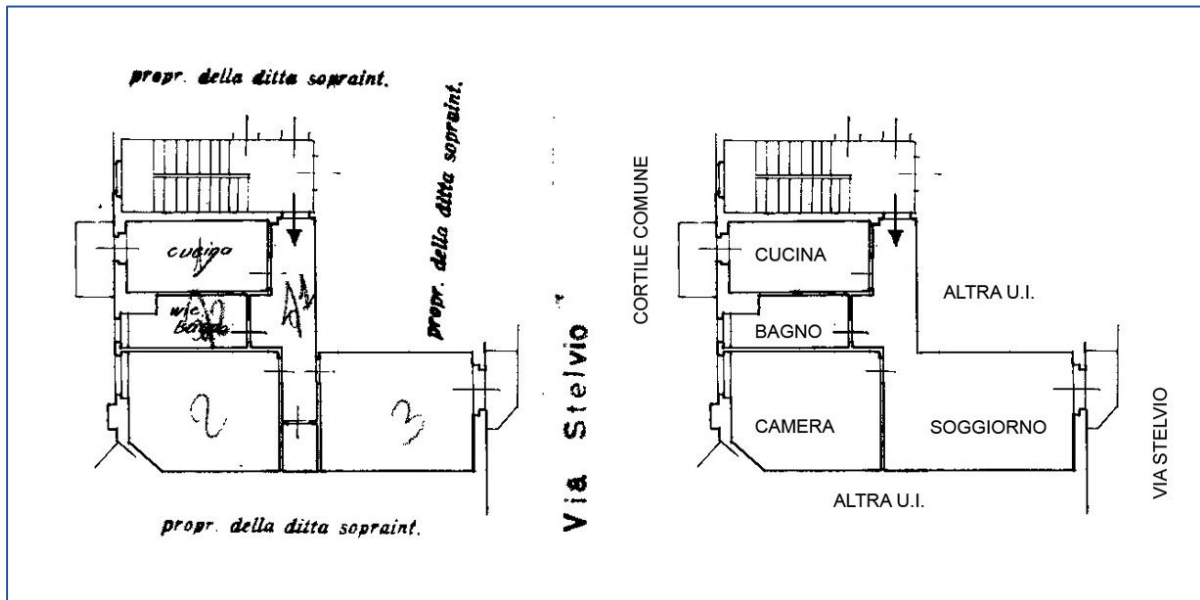 propr. della ditta sopraint.
propr. della ditta sopraint.
cucina
2
3
propr. della ditta sopraint.
Via Stelvio
CORTILE COMUNE
CUCINA
ALTRA U.I.
BAGNO
CAMERA
SOGGIORNO
ALTRA U.I.
VIA STELVIO